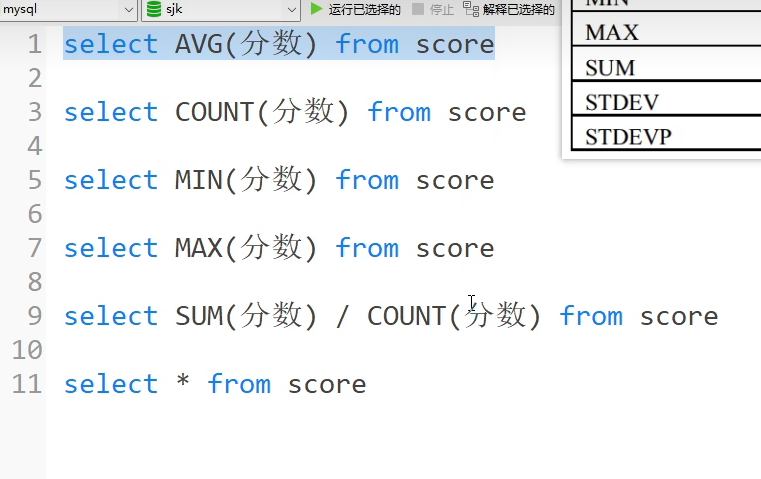 mysql sjk 运行已选择的 停止 解释已选择的
MIN
MAX
SUM
STDEV
STDEVP
1 select AVG(分数) from score
2
3 select COUNT(分数) from score
4
5 select MIN(分数) from score
6
7 select MAX(分数) from score
8
9 select SUM(分数) / COUNT(分数) from score
10
11 select * from score